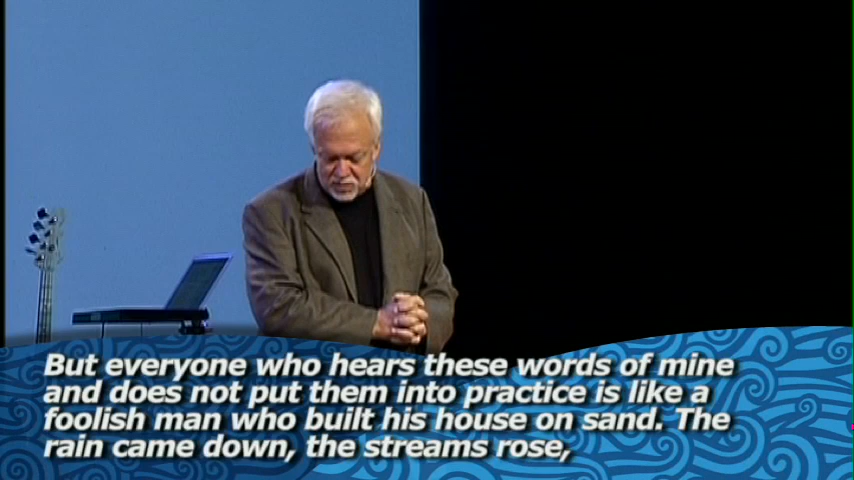 But everyone who hears these words of mine
and does not put them into practice is like a
foolish man who built his house on sand. The
rain came down, the streams rose,